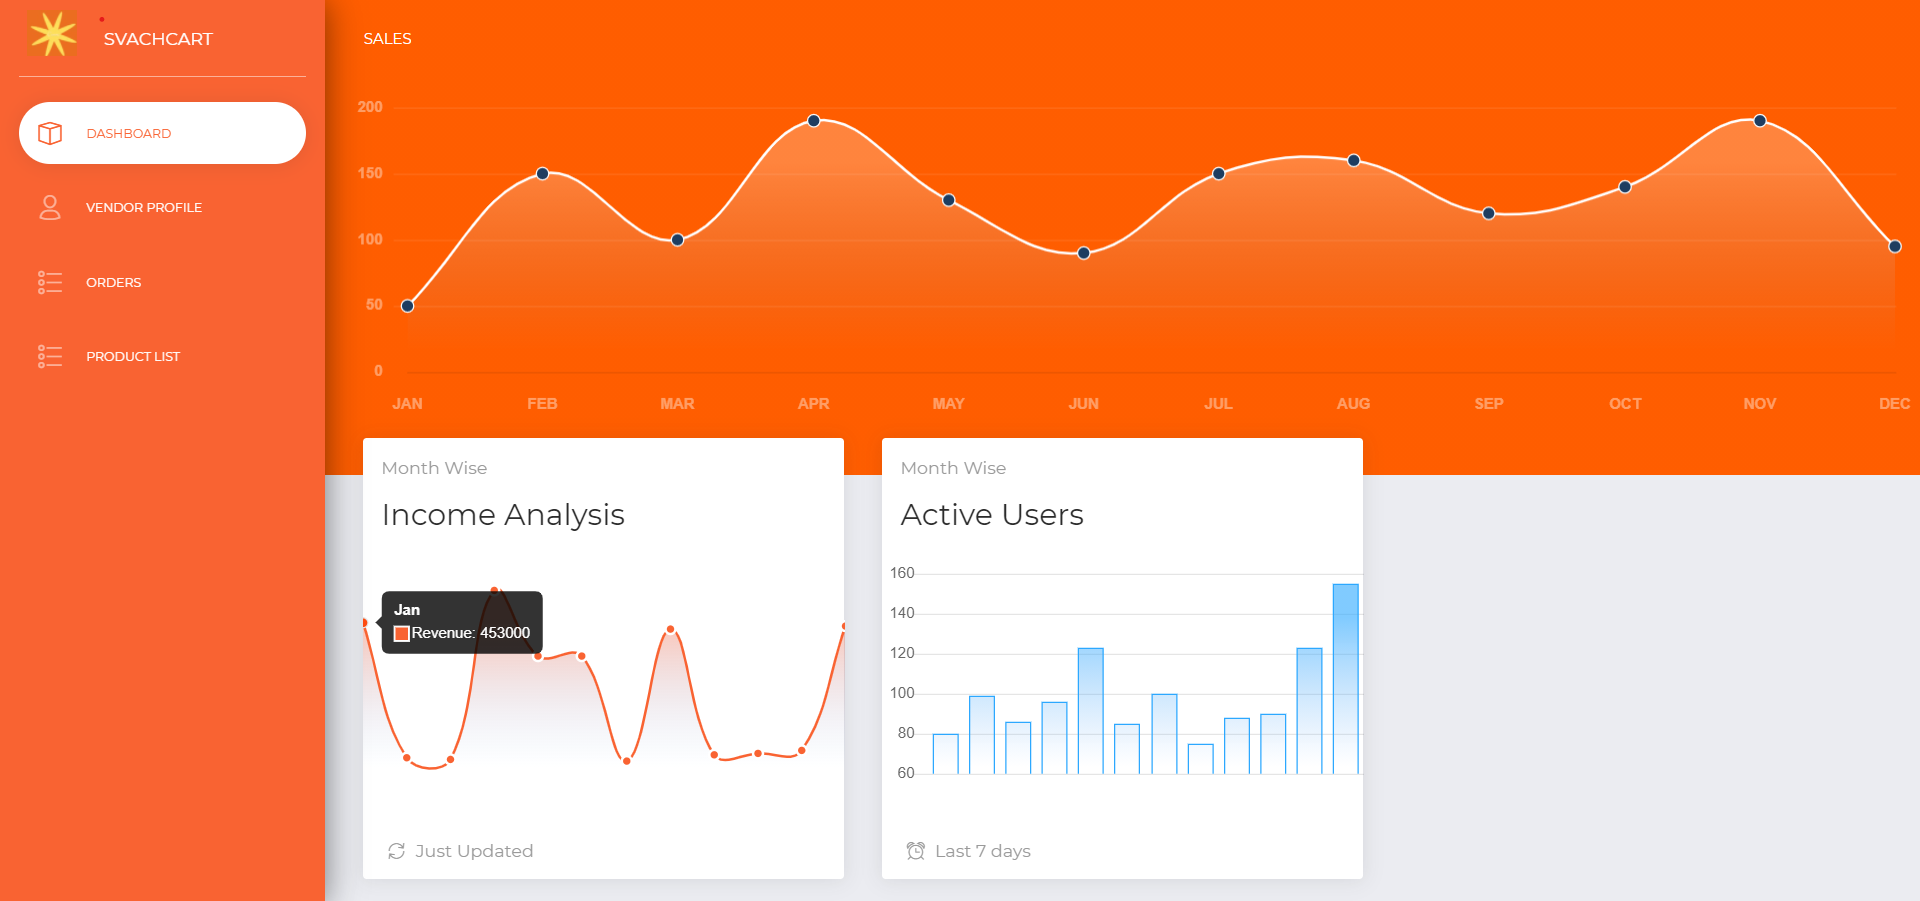 SVACHCART
DASHBOARD
VENDOR PROFILE
ORDERS
PRODUCT LIST
SALES
200
150
100
50
0
JAN FEB MAR APR MAY JUN JUL AUG SEP OCT NOV DEC
Month Wise
Income Analysis
Jan
Revenue: 453000
Just Updated
Month Wise
Active Users
160
140
120
100
80
60
Last 7 days